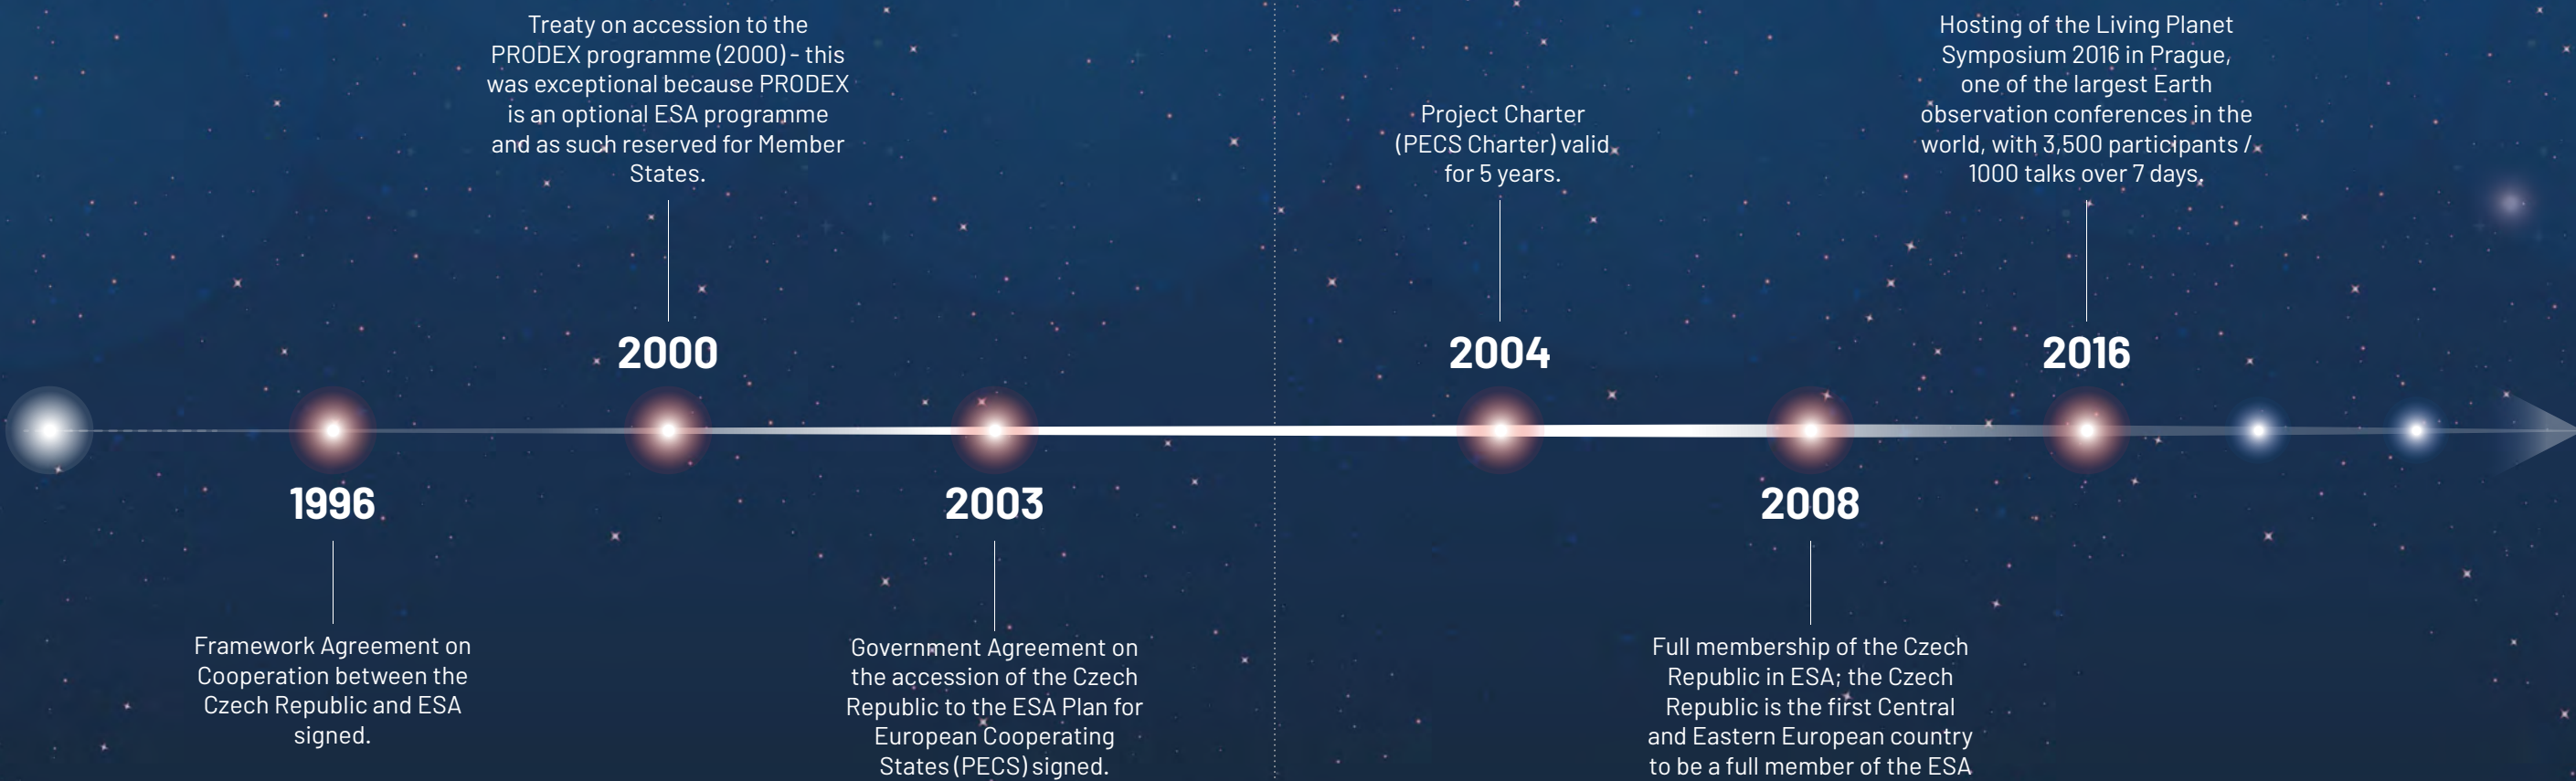 1996
Framework Agreement on
Cooperation between the
Czech Republic and ESA
signed.
Treaty on accession to the
PRODEX programme (2000) - this
was exceptional because PRODEX
is an optional ESA programme
and as such reserved for Member
States.
2000
2003
Government Agreement on
the accession of the Czech
Republic to the ESA Plan for
European Cooperating
States (PECS) signed.
Project Charter
(PECS Charter) valid
for 5 years.
2004
2008
Full membership of the Czech
Republic in ESA; the Czech
Republic is the first Central
and Eastern European country
to be a full member of the ESA
Hosting of the Living Planet
Symposium 2016 in Prague,
one of the largest Earth
observation conferences in the
world, with 3,500 participants /
1000 talks over 7 days.
2016